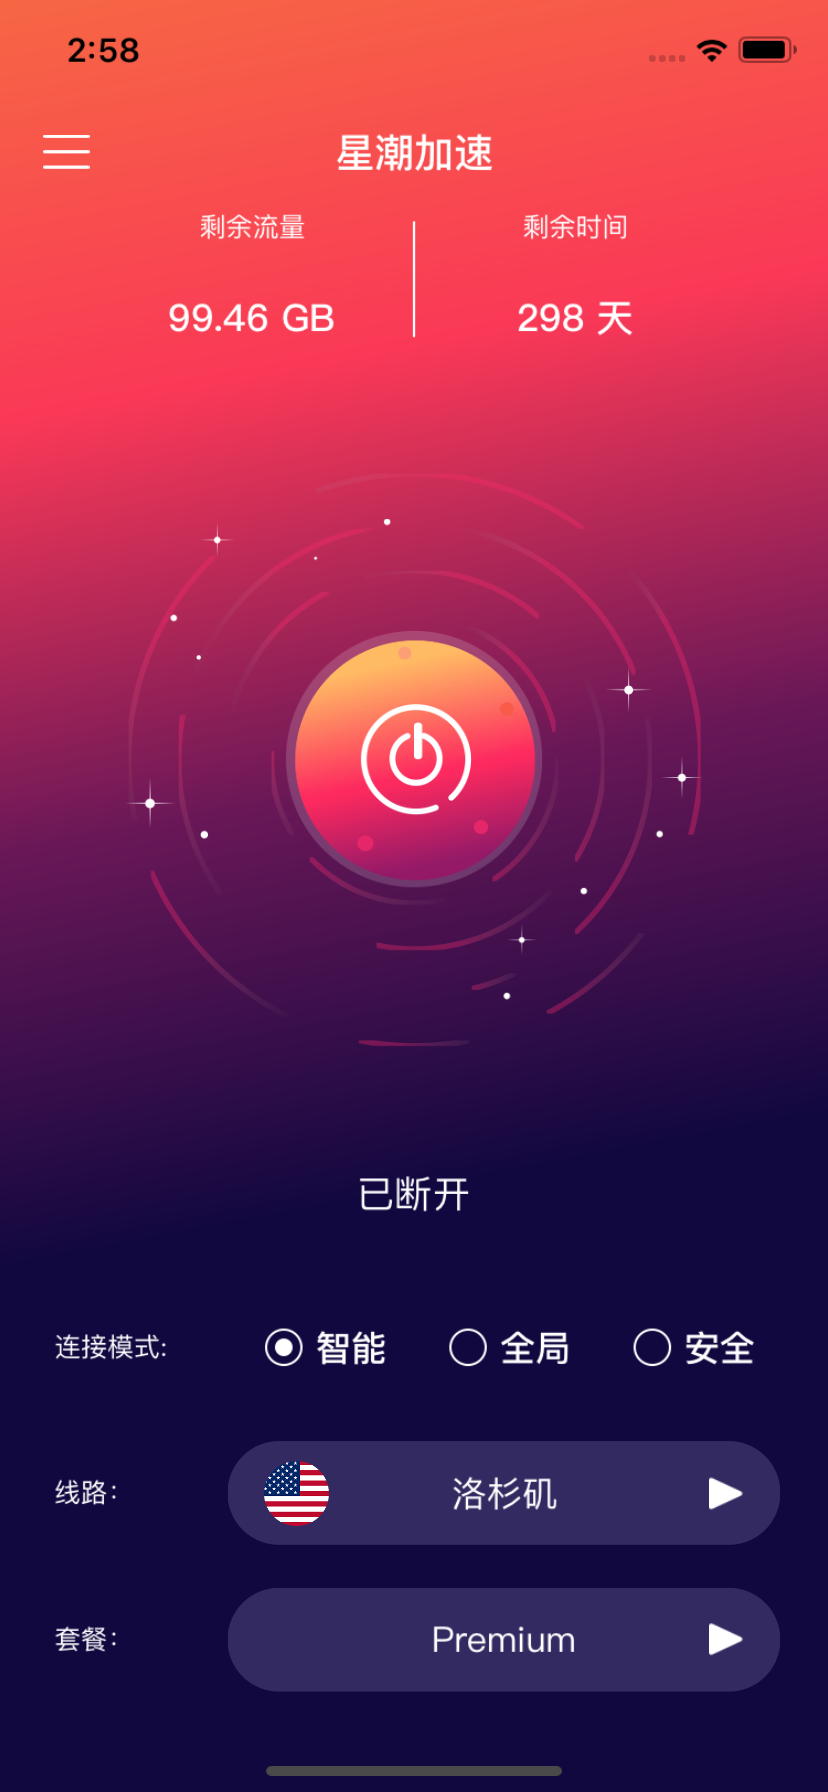 2:58
星潮加速
剩余流量 剩余时间
99.46 GB 298 天
已断开
连接模式: 智能 全局 安全
线路： 洛杉矶
套餐： Premium